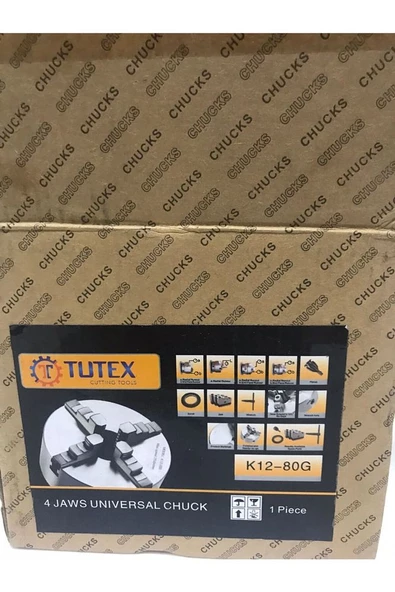 CHUCKS
TUTEX
CUTTING TOOLS
K12-80G
4 JAWS UNIVERSAL CHUCK
1 Piece